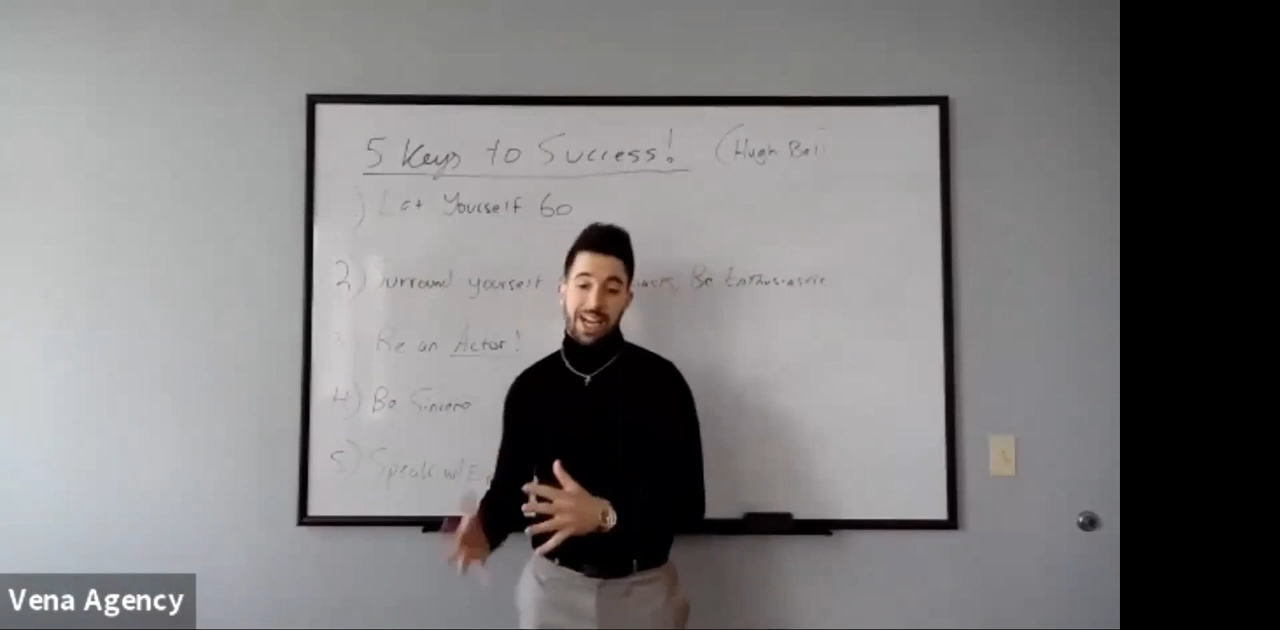 5 Keys to Success! (Hugh Bell
1) Let Yourself Go
2) Surround yourself Be Enthusiastic
3) Be an Actor!
4) Be Sincere
5) Speak w/
Vena Agency